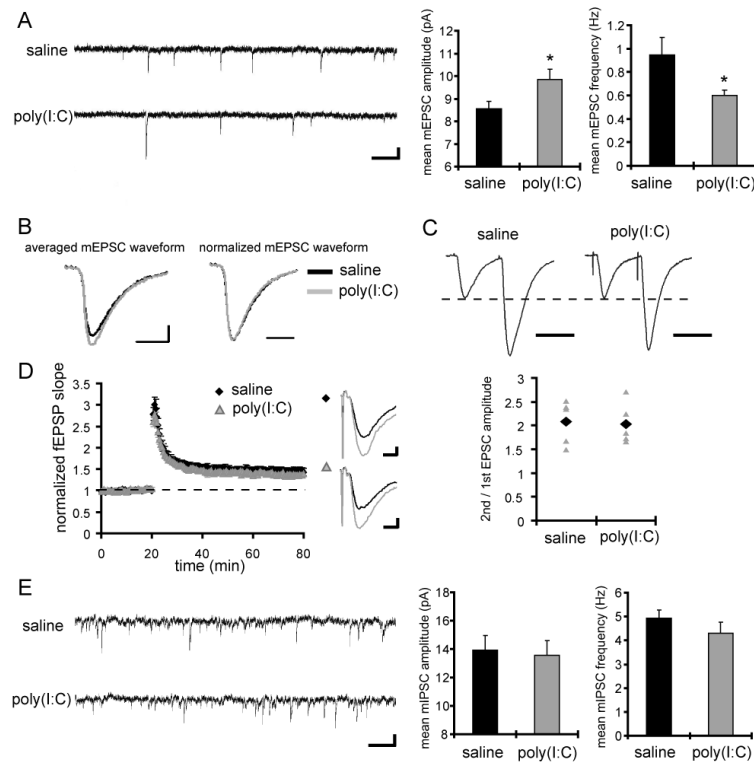 A
saline
poly(I:C)
mean mEPSC amplitude (pA)
12
11
10
9
8
7
6
5
4
*
saline
poly(I:C)
mean mEPSC frequency (Hz)
1.2
1
0.8
0.6
0.4
0.2
0
*
saline
poly(I:C)
B
averaged mEPSC waveform
normalized mEPSC waveform
saline
poly(I:C)
C
saline
poly(I:C)
2nd / 1st EPSC amplitude
3
2.5
2
1.5
1
0.5
0
saline
poly(I:C)
D
normalized fEPSP slope
3.5
3
2.5
2
1.5
1
0.5
0
0
20
40
60
80
time (min)
saline
poly(I:C)
E
saline
poly(I:C)
mean mIPSC amplitude (pA)
18
16
14
12
10
8
saline
poly(I:C)
mean mIPSC frequency (Hz)
6
5
4
3
2
1
0
saline
poly(I:C)